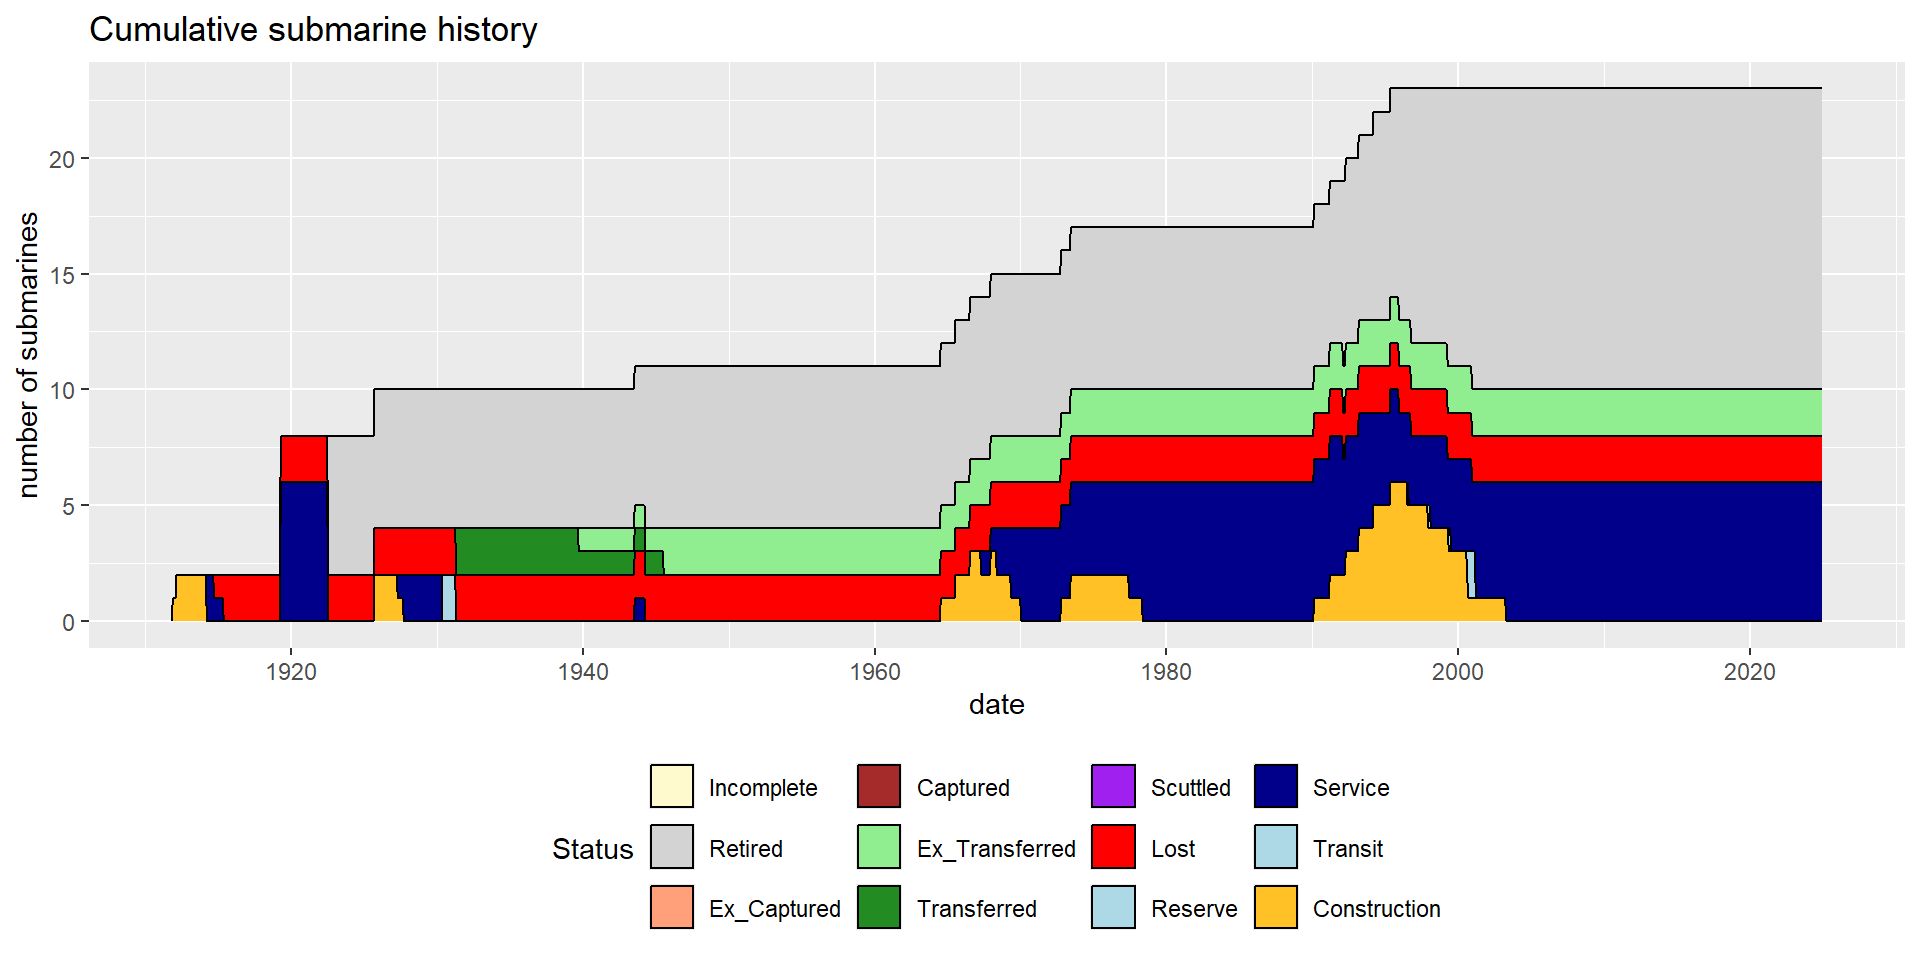 Cumulative submarine history
number of submarines
20
15
10
5
0
1920 1940 1960 1980 2000 2020
date
Status
Incomplete Captured Scuttled Service
Retired Ex_Transferred Lost Transit
Ex_Captured Transferred Reserve Construction